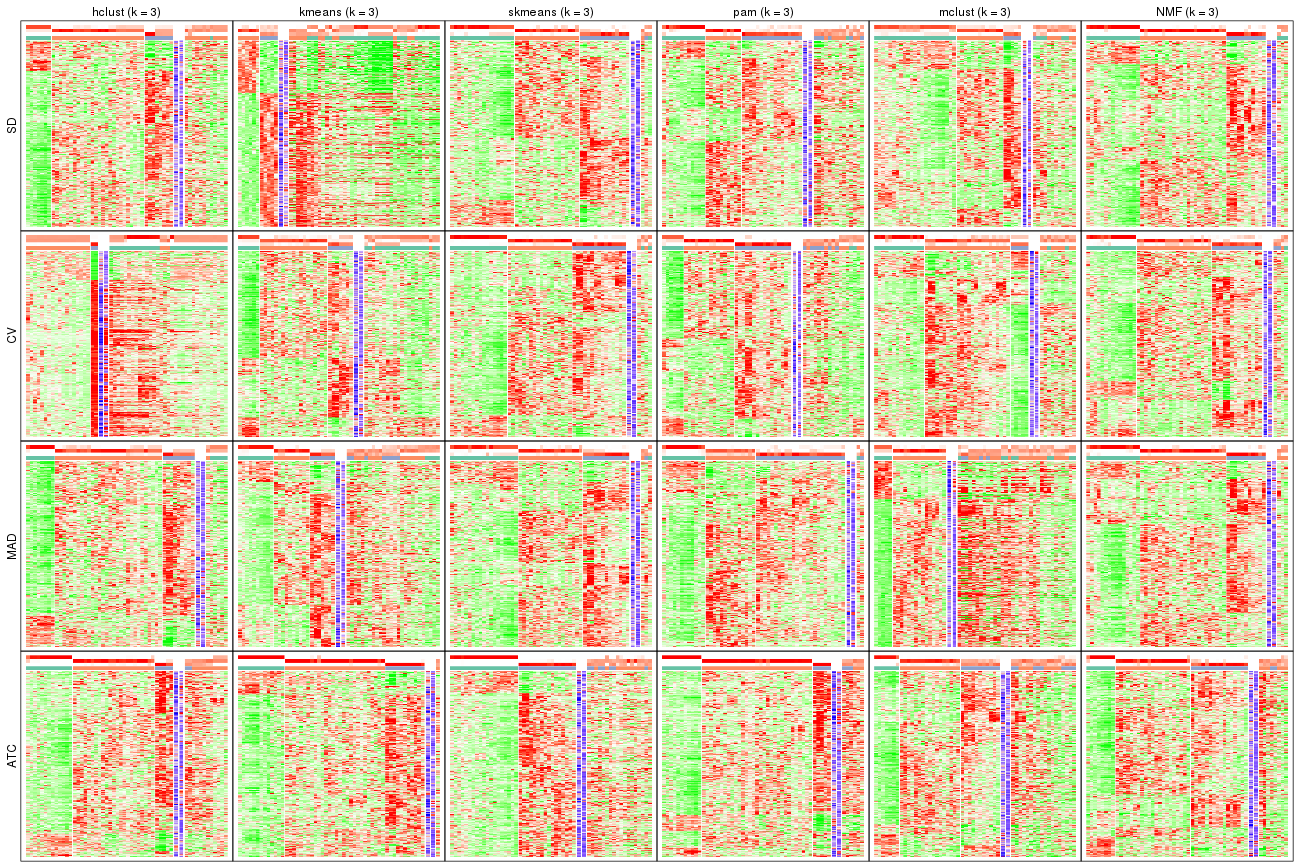 hclust (k = 3) kmeans (k = 3) skmeans (k = 3) pam (k = 3) mclust (k = 3) NMF (k = 3)
SD
CV
MAD
ATC